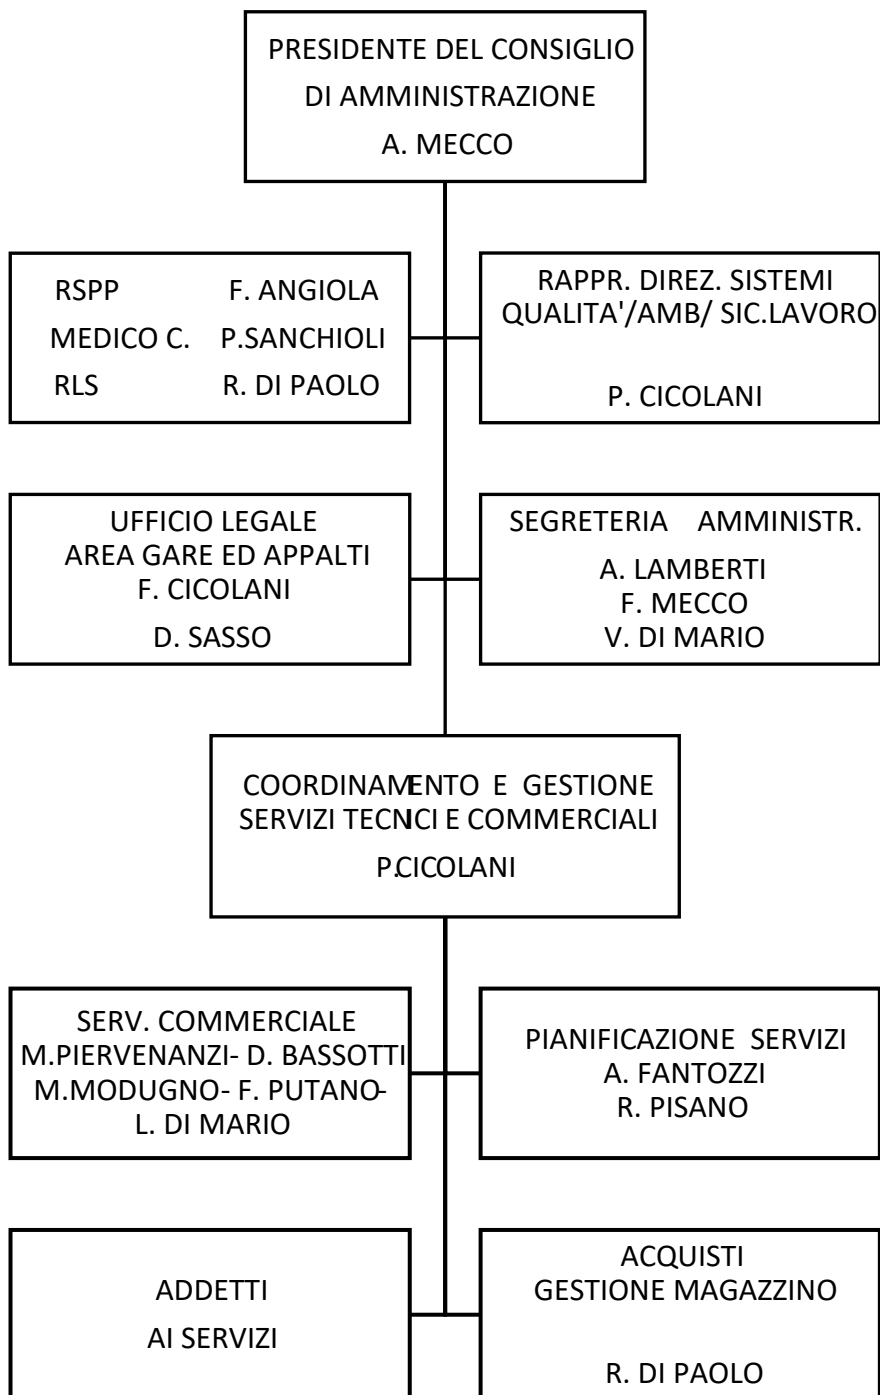 PRESIDENTE DEL CONSIGLIO
DI AMMINISTRAZIONE
A. MECCO
RSPP F. ANGIOLA
MEDICO C. P.SANCHIOLI
RLS R. DI PAOLO
RAPPR. DIREZ. SISTEMI
QUALITA'/AMB/ SIC.LAVORO
P. CICOLANI
UFFICIO LEGALE
AREA GARE ED APPALTI
F. CICOLANI
D. SASSO
SEGRETERIA AMMINISTR.
A. LAMBERTI
F. MECCO
V. DI MARIO
COORDINAMENTO E GESTIONE
SERVIZI TECNICI E COMMERCIALI
P.CICOLANI
SERV. COMMERCIALE
M.PIERVENANZI- D. BASSOTTI
M.MODUGNO- F. PUTANO-
L. DI MARIO
PIANIFICAZIONE SERVIZI
A. FANTOZZI
R. PISANO
ADDETTI
AI SERVIZI
ACQUISTI
GESTIONE MAGAZZINO
R. DI PAOLO